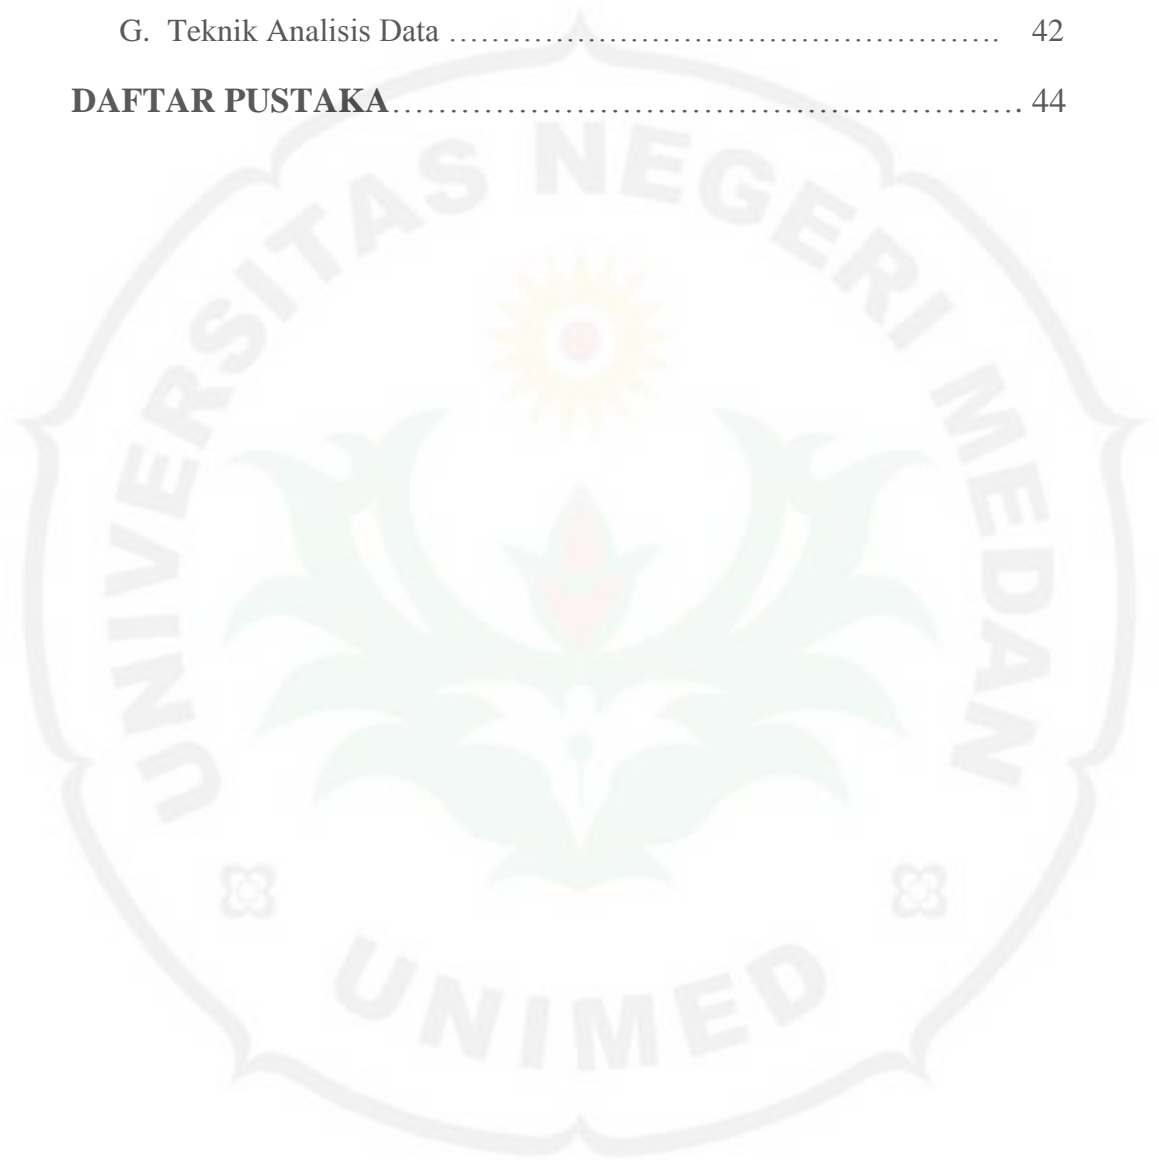 G. Teknik Analisis Data ……………………………………………. 42
DAFTAR PUSTAKA………………………………………………. 44
UNIVERSITAS NEGERI MEDAN
UNIMED